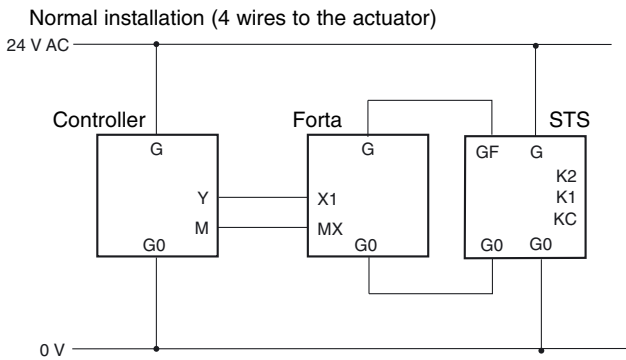 Normal installation (4 wires to the actuator)
24 V AC
Controller
Forta
STS
G
G
GF
G
K2
Y
X1
K1
M
MX
KC
G0
G0
G0
G0
0 V